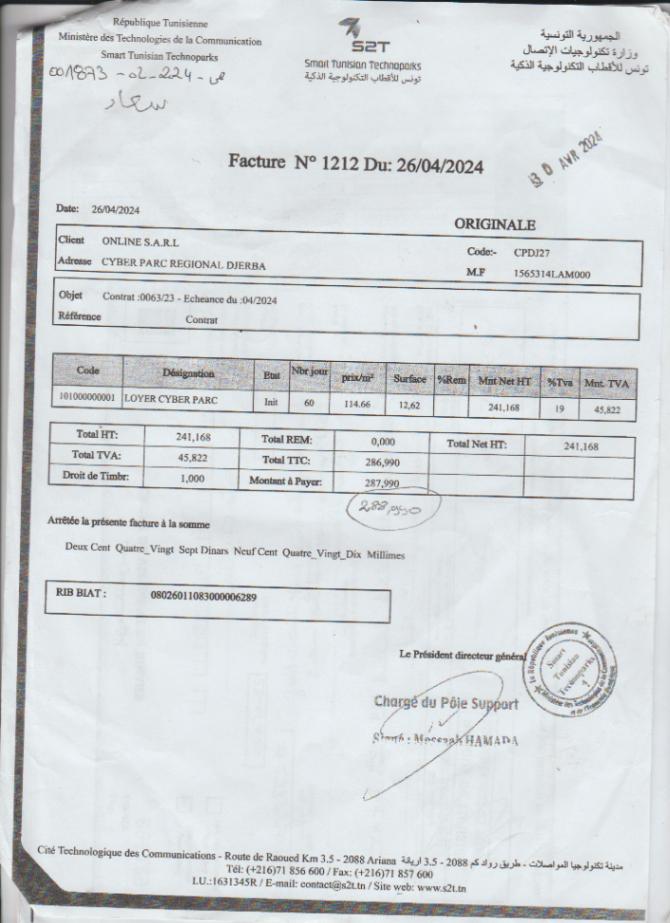 République Tunisienne
Ministère des Technologies de la Communication
Smart Tunisian Technoparks
001873 - 02-224 -
سعاد
S2T
Smart Tunisian Technoparks
تونس للأقطاب التكنولوجية الذكية
الجمهورية التونسية
وزارة تكنولوجيات الإتصال
تونس للأقطاب التكنولوجية الذكية
Facture N° 1212 Du: 26/04/2024
30 AVR 2024
Date: 26/04/2024
ORIGINALE
Client ONLINE S.A.R.L Code:- CPDJ27
Adresse CYBER PARC REGIONAL DJERBA M.F 1565314LAM000
Objet Contrat :0063/23 - Echeance du :04/2024
Référence Contrat
Code Désignation Etat Nbr jour prix/m² Surface %Rem Mnt Net HT %Tva Mnt. TVA
101000000001 LOYER CYBER PARC Init 60 114.66 12,62 241,168 19 45,822
Total HT: 241,168 Total REM: 0,000 Total Net HT: 241,168
Total TVA: 45,822 Total TTC: 286,990
Droit de Timbr: 1,000 Montant à Payer: 287,990
288,990
Arrêtée la présente facture à la somme
Deux Cent Quatre_Vingt Sept Dinars Neuf Cent Quatre_Vingt_Dix Millimes
RIB BIAT : 08026011083000006289
Le Président directeur général
Chargé du Pôle Support
HAMADA
La République Tunisienne
Smart
Tunisian
Technoparks
1
Cité Technologique des Communications - Route de Raoued Km 3.5 - 2088 Ariana مدينة تكنولوجيا المواصلات - طريق رواد كم 3.5 - 2088 اريانة
Tél: (+216)71 856 600 / Fax: (+216)71 857 600
I.U.:1631345R / E-mail: contact@s2t.tn / Site web: www.s2t.tn